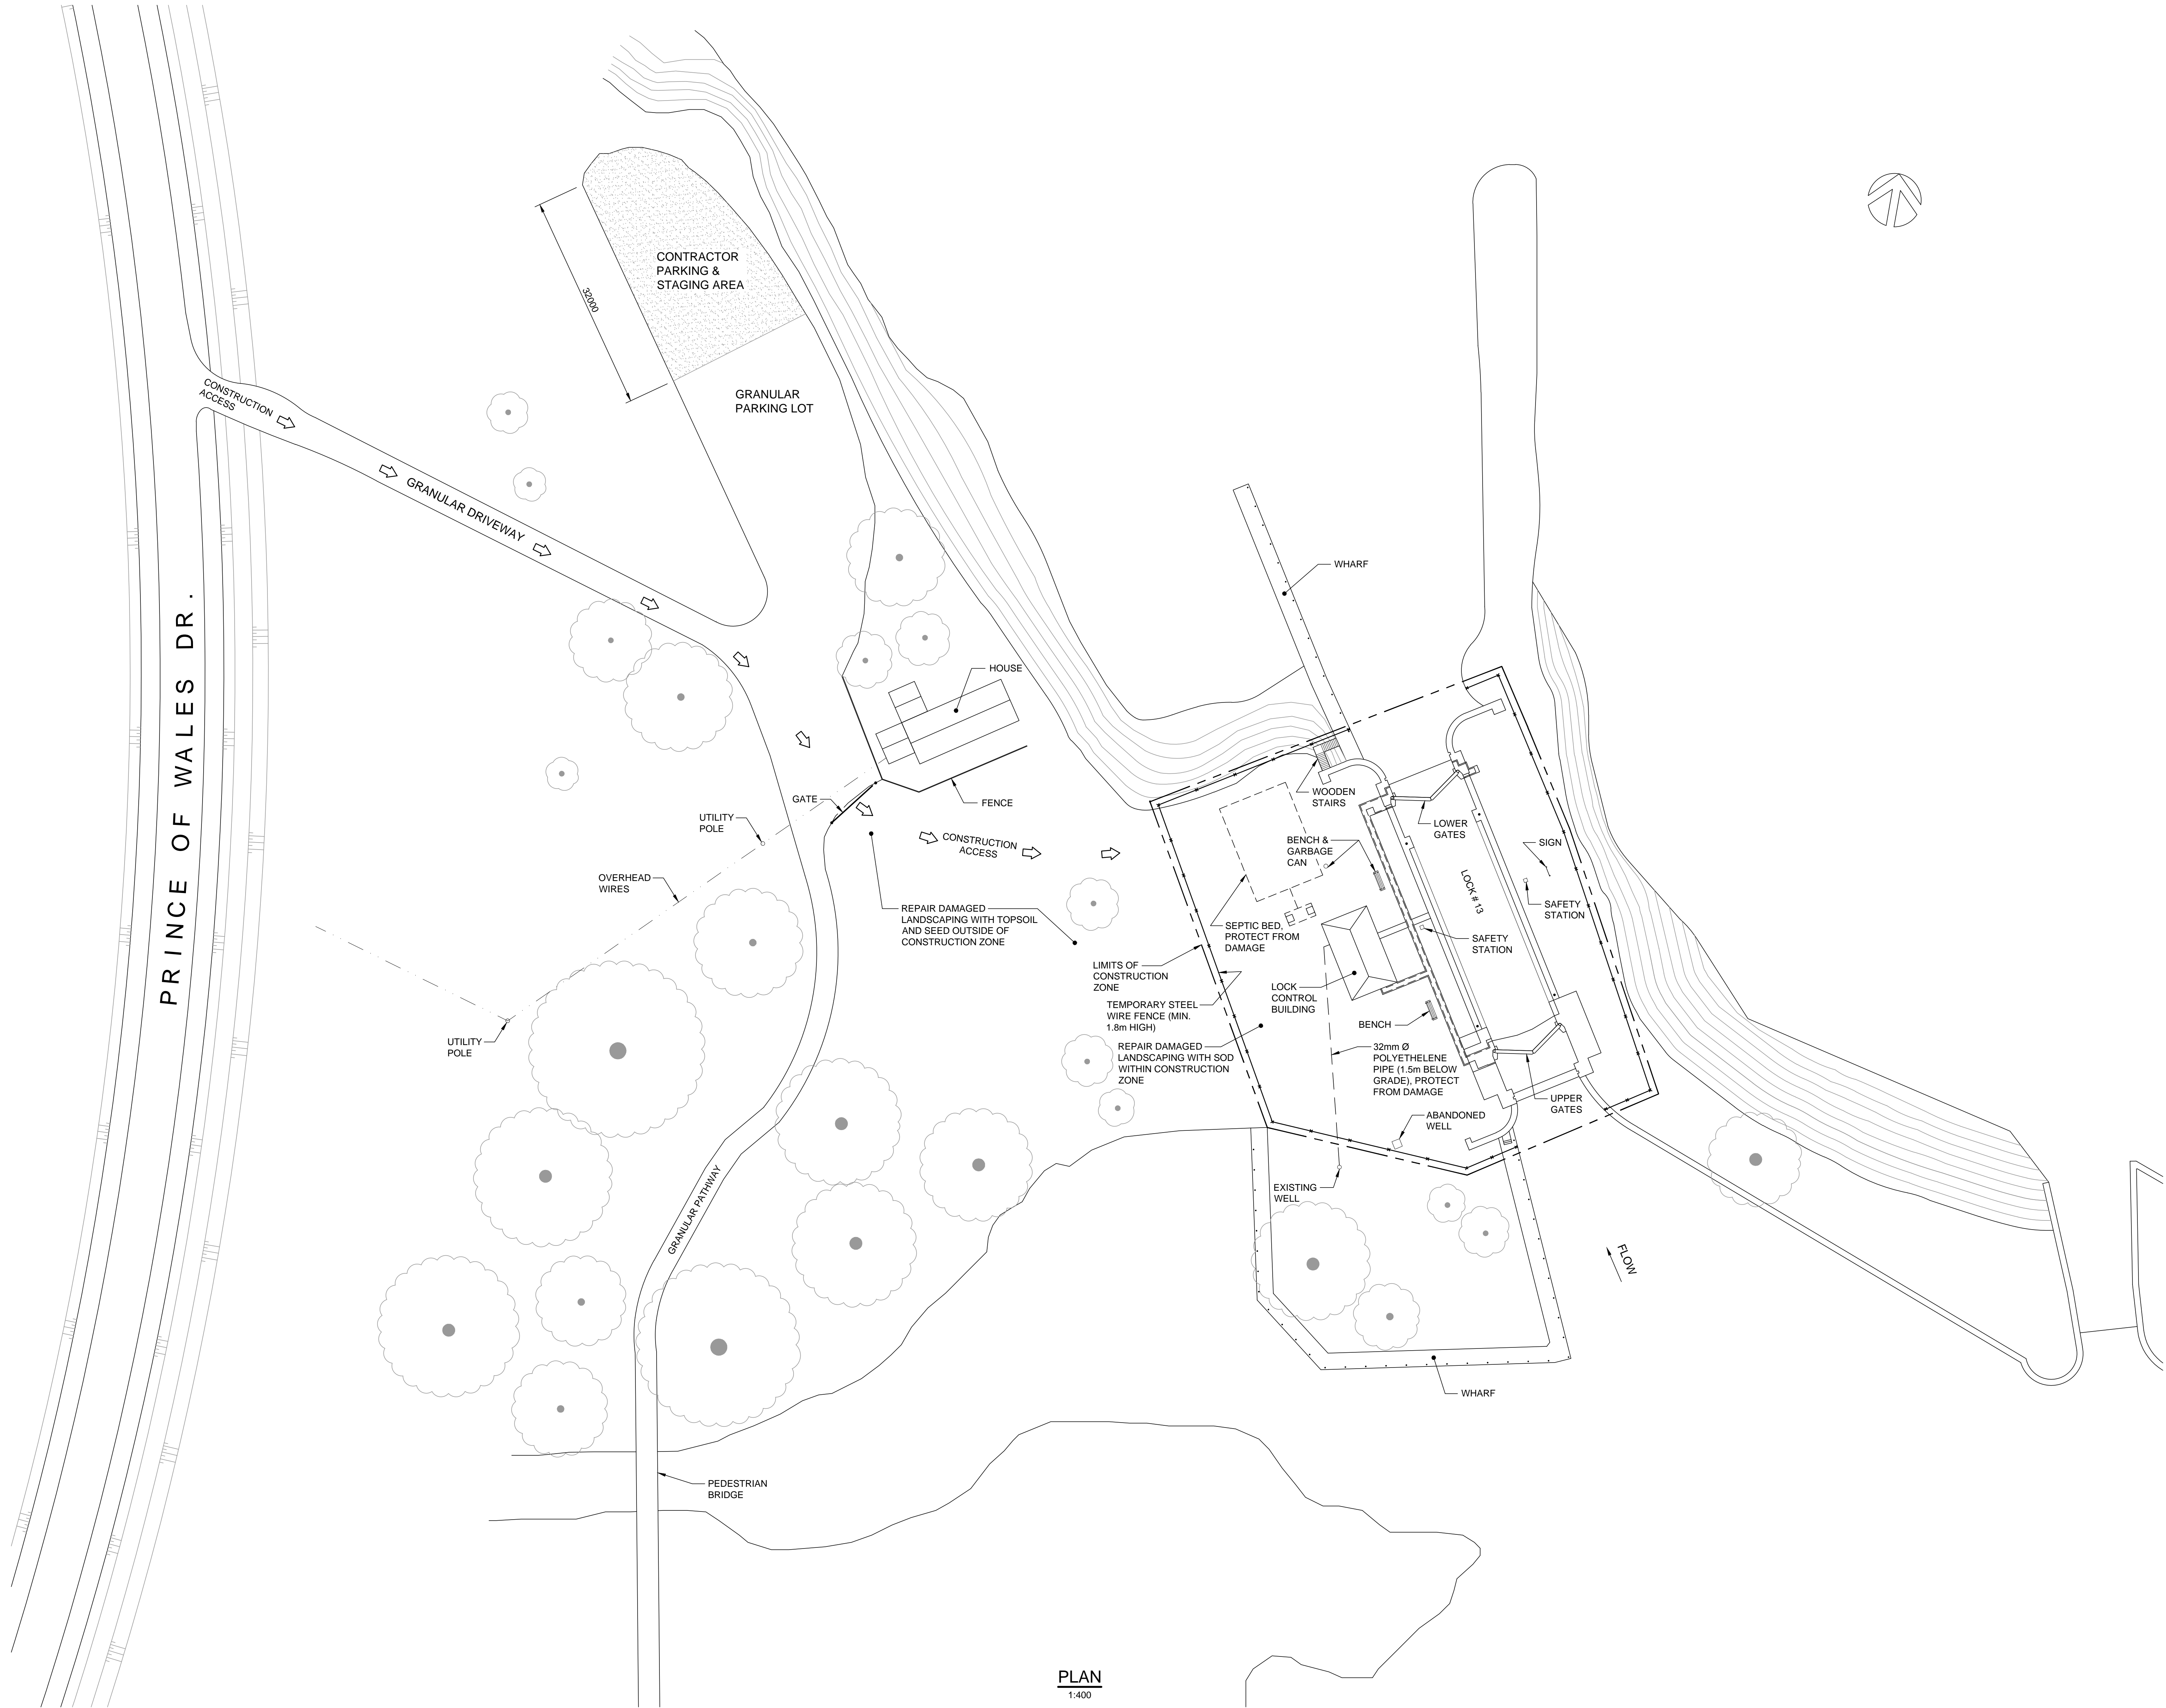 CONTRACTOR
PARKING &
STAGING AREA
32000
GRANULAR
PARKING LOT
CONSTRUCTION
ACCESS
GRANULAR DRIVEWAY
PRINCE OF WALES DR.
WHARF
HOUSE
GATE
FENCE
UTILITY
POLE
CONSTRUCTION
ACCESS
WOODEN
STAIRS
LOWER
GATES
BENCH &
GARBAGE
CAN
SIGN
LOCK # 13
OVERHEAD
WIRES
REPAIR DAMAGED
LANDSCAPING WITH TOPSOIL
AND SEED OUTSIDE OF
CONSTRUCTION ZONE
SAFETY
STATION
SEPTIC BED,
PROTECT FROM
DAMAGE
SAFETY
STATION
LIMITS OF
CONSTRUCTION
ZONE
LOCK
CONTROL
BUILDING
TEMPORARY STEEL
WIRE FENCE (MIN.
1.8m HIGH)
BENCH
UTILITY
POLE
REPAIR DAMAGED
LANDSCAPING WITH SOD
WITHIN CONSTRUCTION
ZONE
32mm Ø
POLYETHELENE
PIPE (1.5m BELOW
GRADE), PROTECT
FROM DAMAGE
UPPER
GATES
ABANDONED
WELL
EXISTING
WELL
GRANULAR PATHWAY
FLOW
WHARF
PEDESTRIAN
BRIDGE
PLAN
1:400